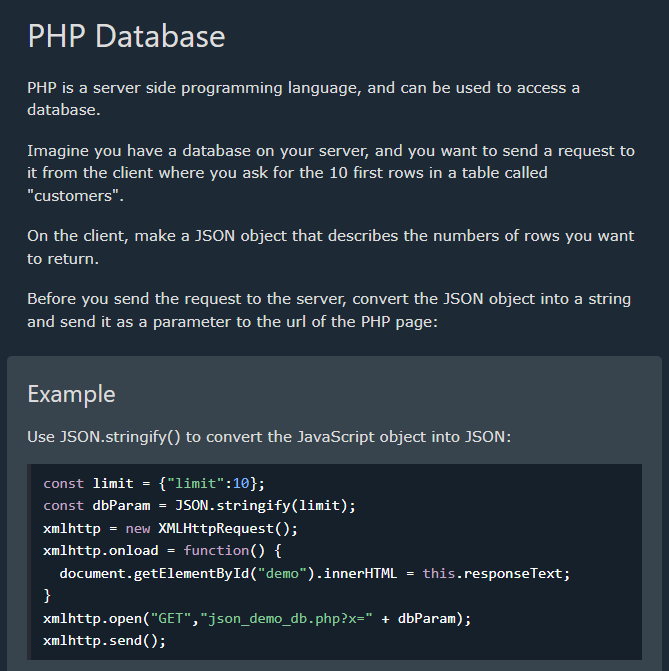 PHP Database
PHP is a server side programming language, and can be used to access a
database.
Imagine you have a database on your server, and you want to send a request to
it from the client where you ask for the 10 first rows in a table called
"customers".
On the client, make a JSON object that describes the numbers of rows you want
to return.
Before you send the request to the server, convert the JSON object into a string
and send it as a parameter to the url of the PHP page:
Example
Use JSON.stringify() to convert the JavaScript object into JSON:
const limit = {"limit":10};
const dbParam = JSON.stringify(limit);
xmlhttp = new XMLHttpRequest();
xmlhttp.onload = function() {
  document.getElementById("demo").innerHTML = this.responseText;
}
xmlhttp.open("GET","json_demo_db.php?x=" + dbParam);
xmlhttp.send();